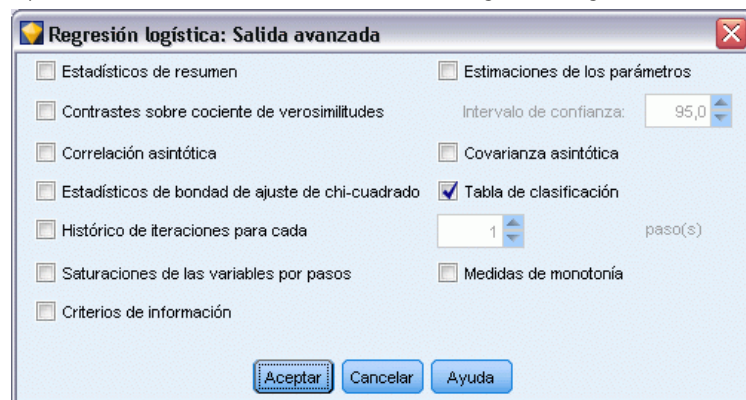 Regresión logística: Salida avanzada
Estadísticos de resumen
Estimaciones de los parámetros
Contrastes sobre cociente de verosimilitudes
Intervalo de confianza: 95,0
Correlación asintótica
Covarianza asintótica
Estadísticos de bondad de ajuste de chi-cuadrado
Tabla de clasificación
Histórico de iteraciones para cada
1 paso(s)
Saturaciones de las variables por pasos
Medidas de monotonía
Criterios de información
Aceptar Cancelar Ayuda